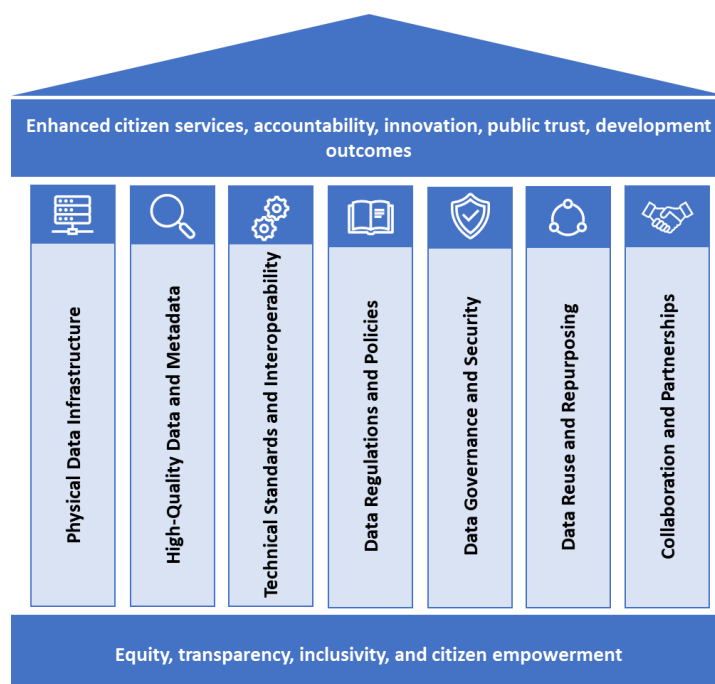 Enhanced citizen services, accountability, innovation, public trust, development
outcomes
Physical Data Infrastructure
High-Quality Data and Metadata
Technical Standards and Interoperability
Data Regulations and Policies
Data Governance and Security
Data Reuse and Repurposing
Collaboration and Partnerships
Equity, transparency, inclusivity, and citizen empowerment